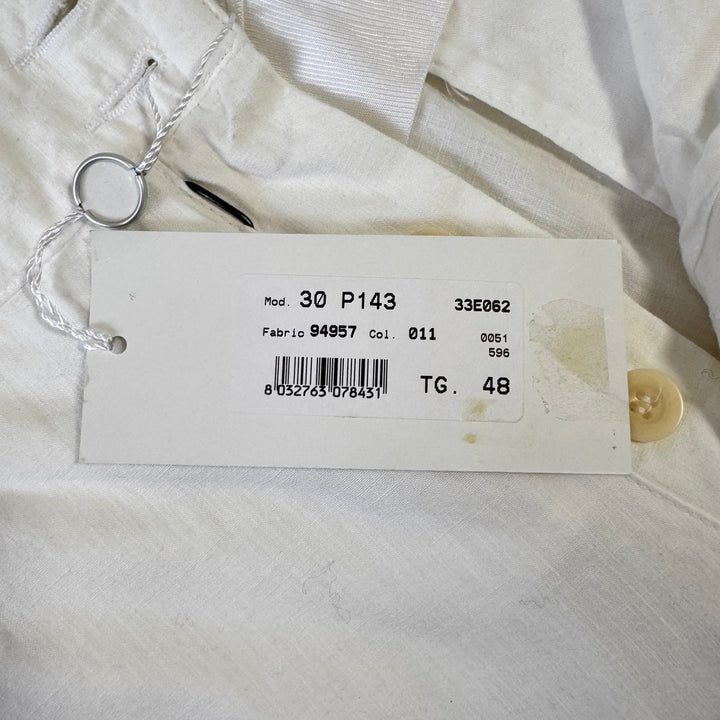 Mod. 30 P143 33E062
Fabric 94957 Col. 011 0051
596
8 032763 078431
TG. 48